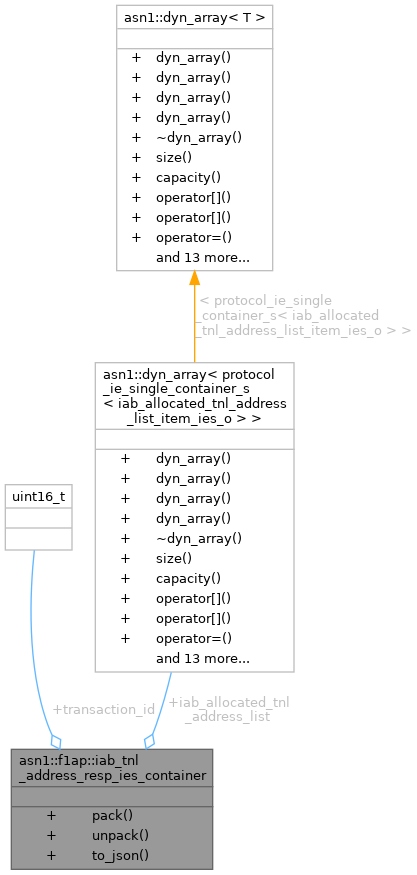 asn1::dyn_array< T >
+ dyn_array()
+ dyn_array()
+ dyn_array()
+ dyn_array()
+ ~dyn_array()
+ size()
+ capacity()
+ operator[]()
+ operator[]()
+ operator=()
and 13 more...
< protocol_ie_single
_container_s< iab_allocated
_tnl_address_list_item_ies_o > >
asn1::dyn_array< protocol
_ie_single_container_s
< iab_allocated_tnl_address
_list_item_ies_o > >
+ dyn_array()
+ dyn_array()
+ dyn_array()
+ dyn_array()
+ ~dyn_array()
+ size()
+ capacity()
+ operator[]()
+ operator[]()
+ operator=()
and 13 more...
uint16_t
+transaction_id
+iab_allocated_tnl
_address_list
asn1::f1ap::iab_tnl
_address_resp_ies_container
+ pack()
+ unpack()
+ to_json()